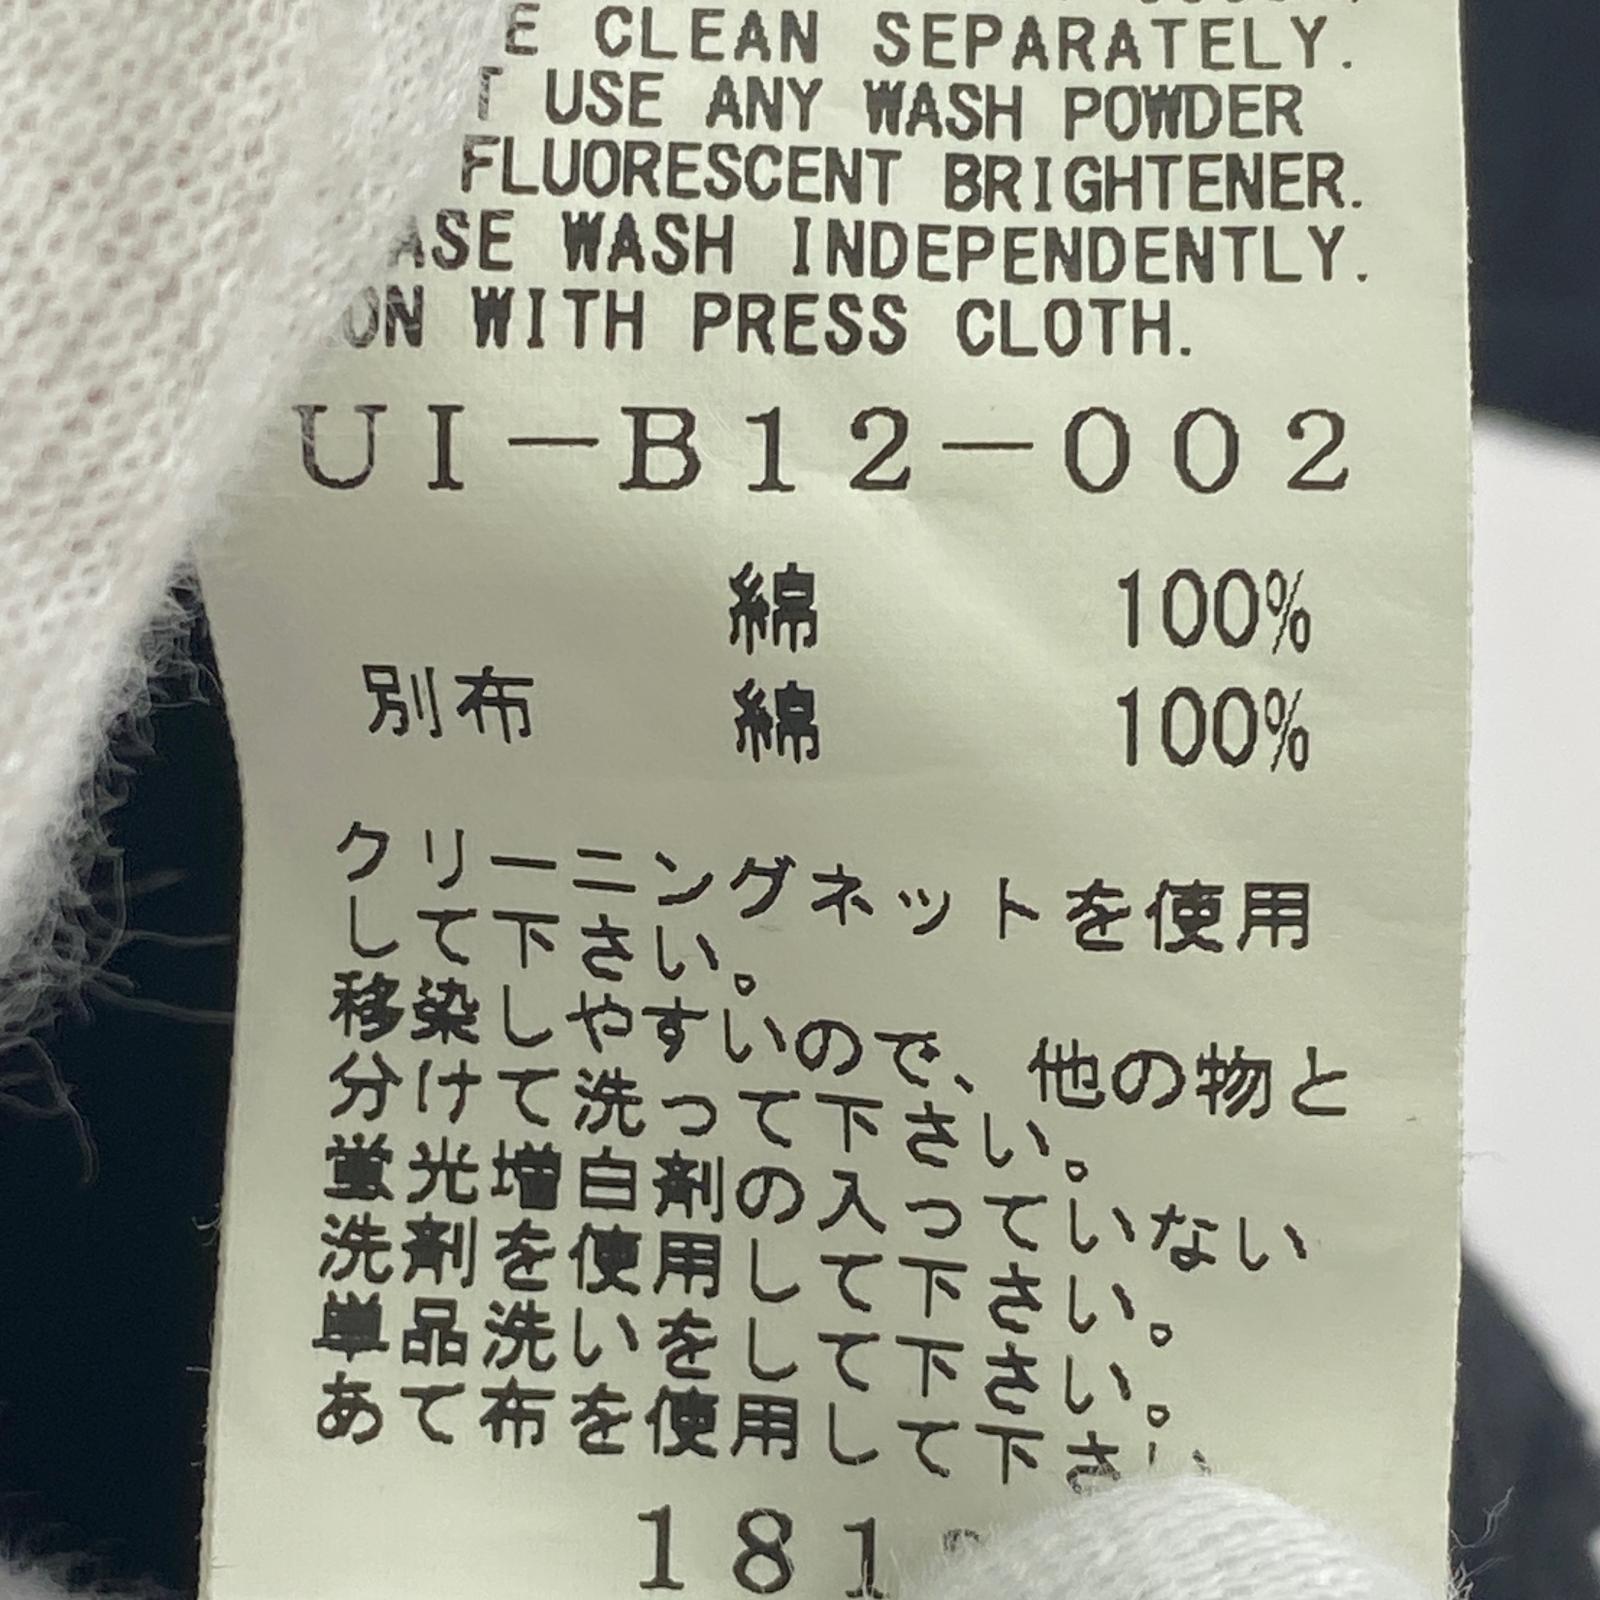 CLEAN SEPARATELY.
USE ANY WASH POWDER
FLUORESCENT BRIGHTENER.
WASH INDEPENDENTLY.
WITH PRESS CLOTH.
UI-B12-002
綿 100%
別布 綿 100%
クリーニングネットを使用
して下さい。
移染しやすいので、他の物と
分けて洗って下さい。
蛍光増白剤の入っていない
洗剤を使用して下さい。
単品洗いをして下さい。
あて布を使用して下さい
181